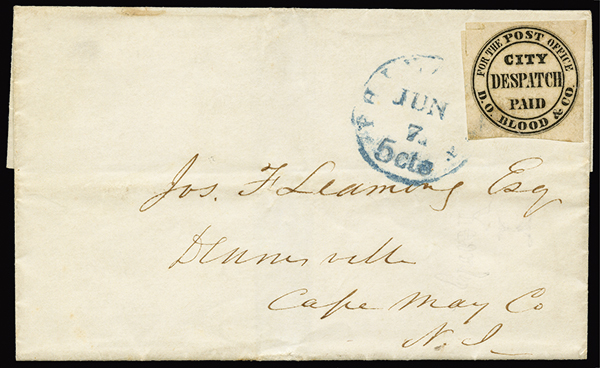 FOR THE POST OFFICE
CITY
DESPATCH
PAID
D.O. BLOOD & CO.
JUN
7
5cts
Jos. F Leaming Esq
Dennisville
Cape May Co
N. J.